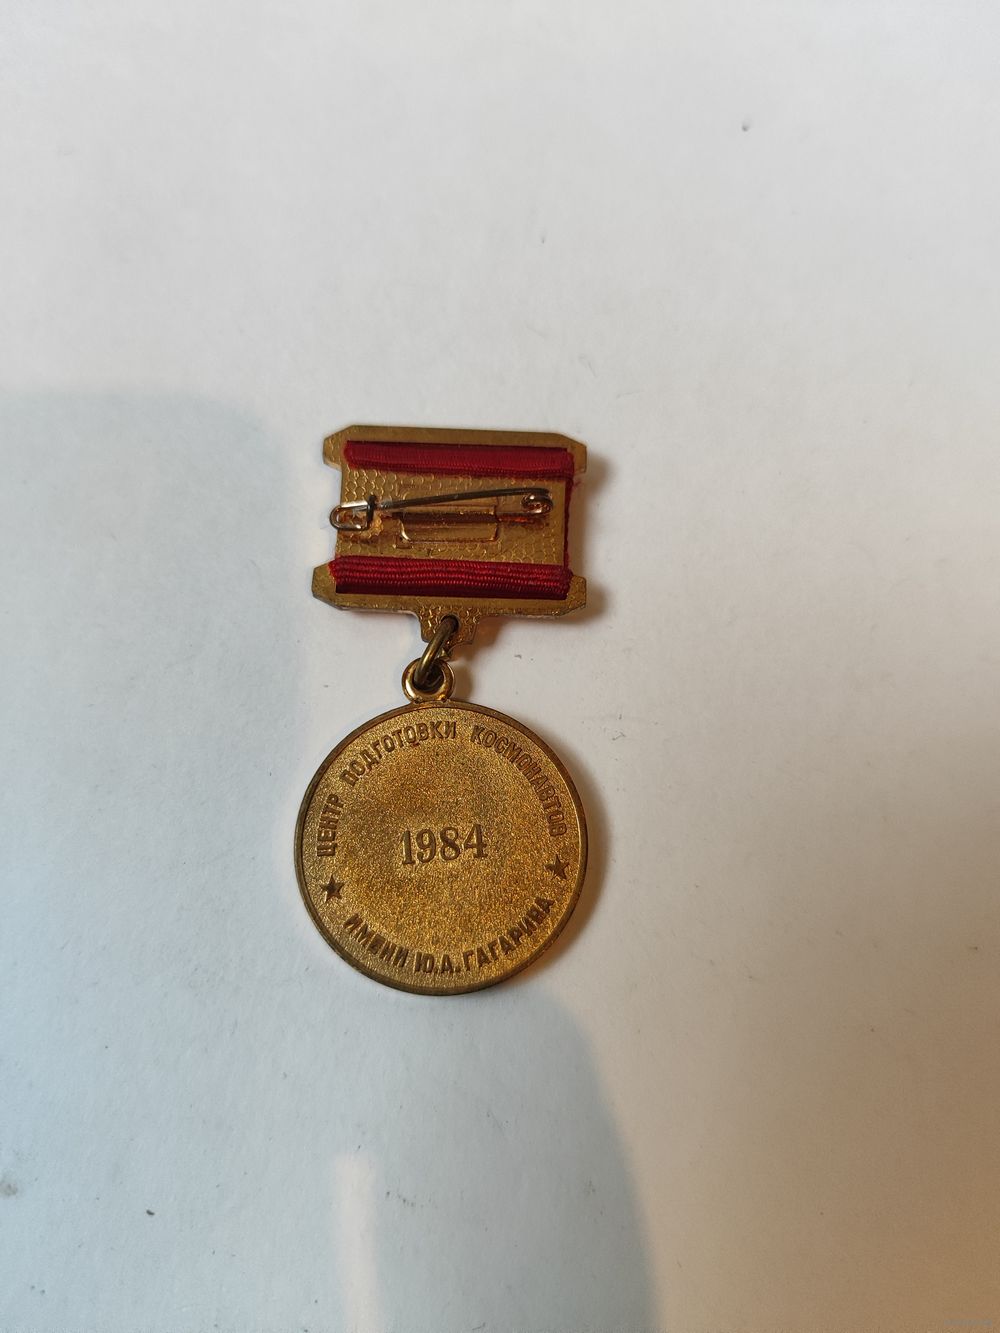 ЦЕНТР ПОДГОТОВКИ КОСМОНАВТОВ
1984
ИМЕНИ Ю.А.ГАГАРИНА